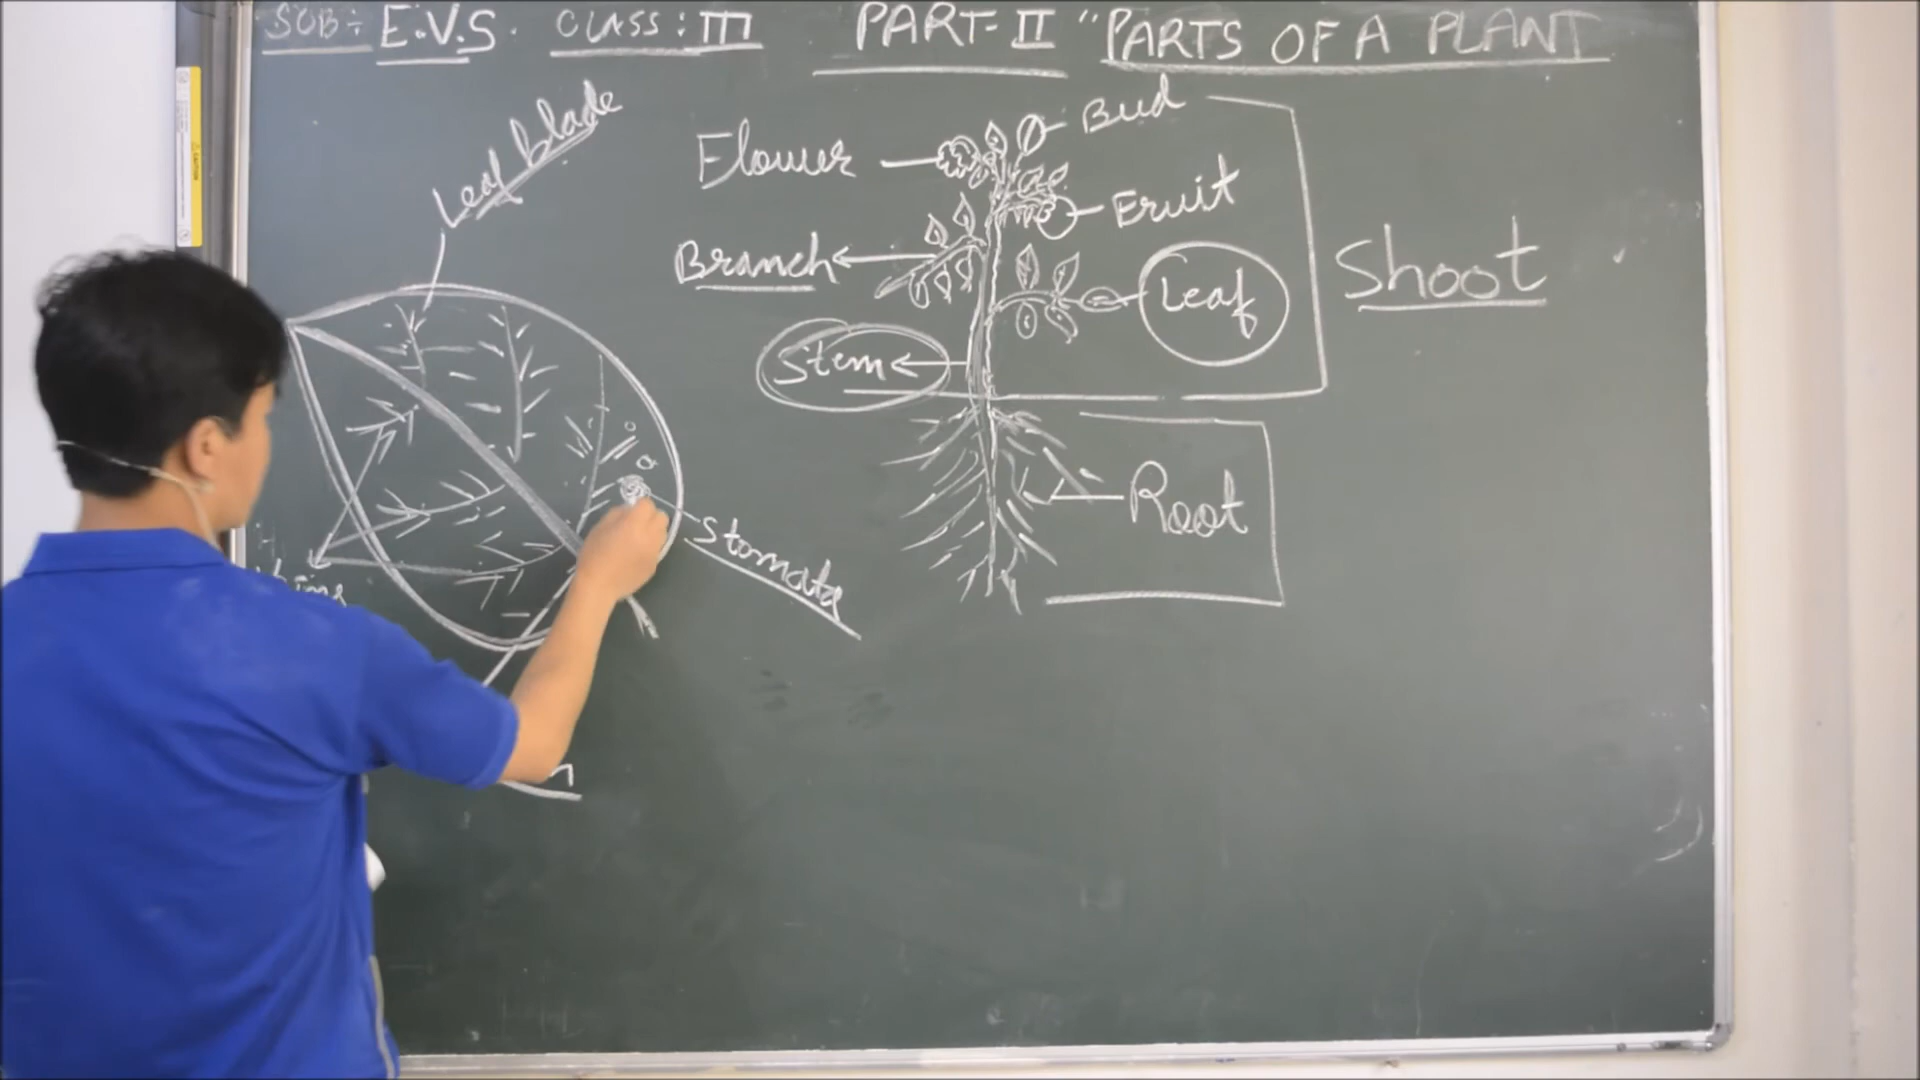 SUB:- E.V.S. CLASS: III PART-II "PARTS OF A PLANT
Leaf blade
Stomata
Flower
Bud
Fruit
Branch
Leaf
Stem
Shoot
Root